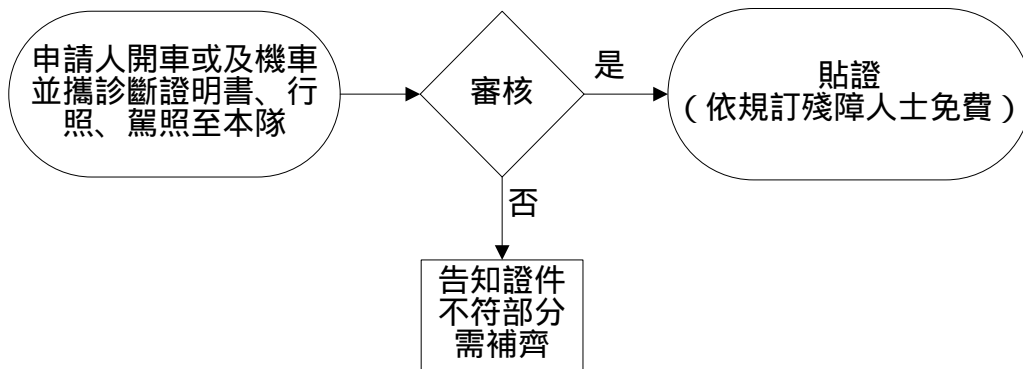 申請人開車或及機車
並攜診斷證明書、行
照、駕照至本隊
審核
是
貼證
（依規訂殘障人士免費）
否
告知證件
不符部分
需補齊